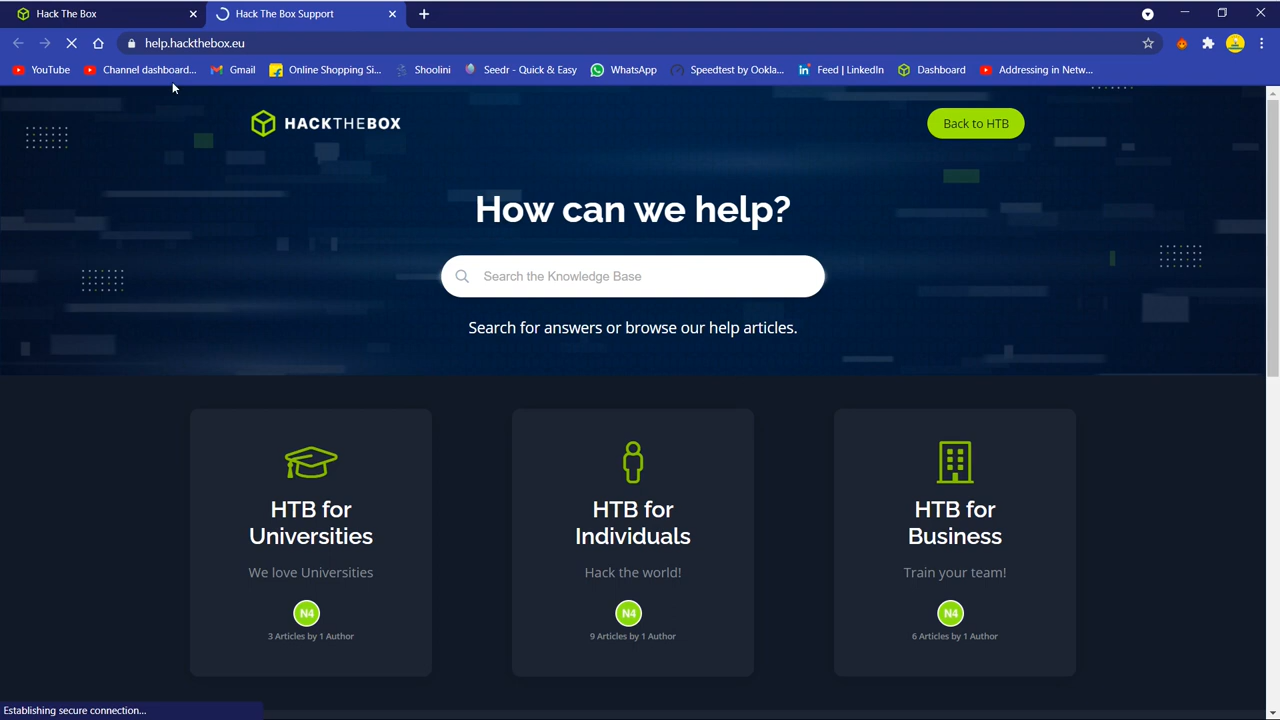 Hack The Box
Hack The Box Support
help.hackthebox.eu
YouTube
Channel dashboard...
Gmail
Online Shopping Si...
Shoolini
Seedr - Quick & Easy
WhatsApp
Speedtest by Ookla...
Feed | LinkedIn
Dashboard
Addressing in Netw...
HACKTHEBOX
Back to HTB
How can we help?
Search the Knowledge Base
Search for answers or browse our help articles.
HTB for
Universities
We love Universities
N4
3 Articles by 1 Author
HTB for
Individuals
Hack the world!
N4
9 Articles by 1 Author
HTB for
Business
Train your team!
N4
6 Articles by 1 Author
Establishing secure connection...